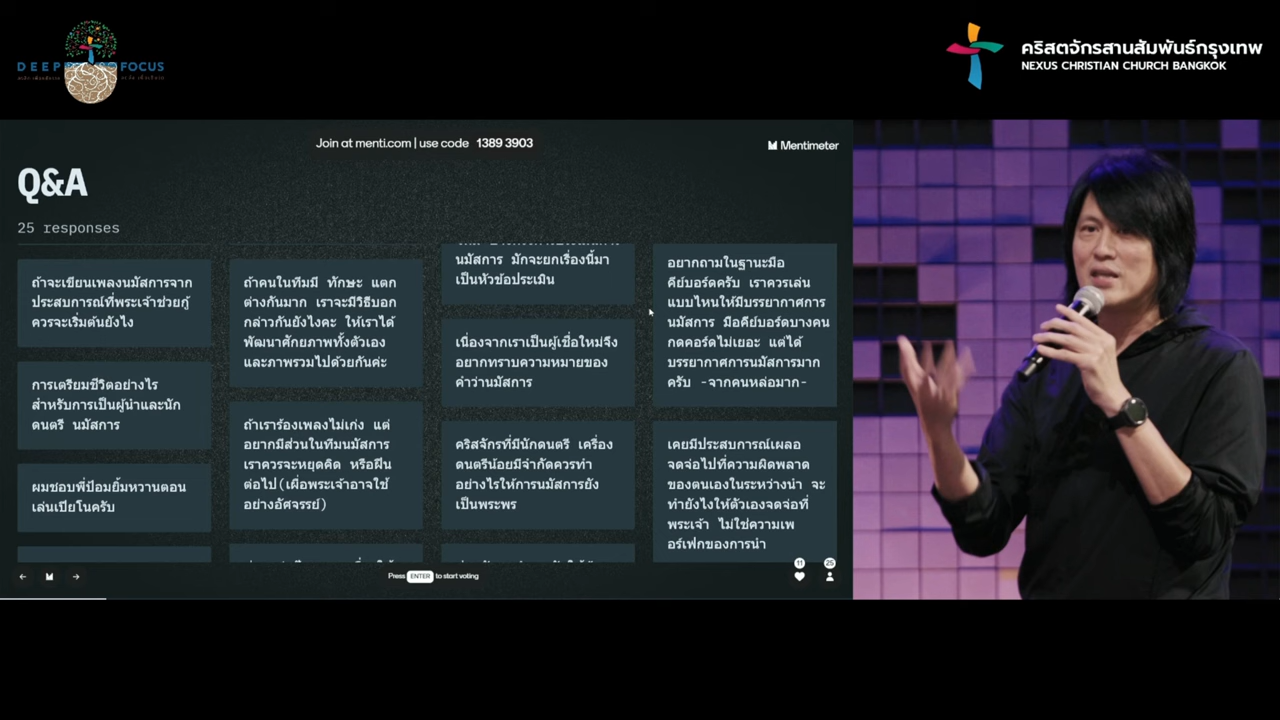 DEEP FOCUS
คริสตจักรสานสัมพันธ์กรุงเทพ
NEXUS CHRISTIAN CHURCH BANGKOK
Join at menti.com | use code 1389 3903
Mentimeter
Q&A
25 responses
ถ้าจะเขียนเพลงนมัสการจาก
ประสบการณ์ที่พระเจ้าช่วยกู้
ควรจะเริ่มต้นยังไง
การเตรียมชีวิตอย่างไร
สำหรับการเป็นผู้นำและนัก
ดนตรี นมัสการ
ผมชอบพี่ป้อมยิ้มหวานตอน
เล่นเปียโนครับ
ถ้าคนในทีมมี ทักษะ แตก
ต่างกันมาก เราจะมีวิธีบอก
กล่าวกันยังไงคะ ให้เราได้
พัฒนาศักยภาพทั้งตัวเอง
และภาพรวมไปด้วยกันค่ะ
ถ้าเราร้องเพลงไม่เก่ง แต่
อยากมีส่วนในทีมนมัสการ
เราควรจะหยุดคิด หรือฝืน
ต่อไป(เผื่อพระเจ้าอาจใช้
อย่างอัศจรรย์)
นมัสการ มักจะยกเรื่องนี้มา
เป็นหัวข้อประเมิน
เนื่องจากเราเป็นผู้เชื่อใหม่จึง
อยากทราบความหมายของ
คำว่านมัสการ
คริสจักรที่มีนักดนตรี เครื่อง
ดนตรีน้อยมีจำกัดควรทำ
อย่างไรให้การนมัสการยัง
เป็นพระพร
อยากถามในฐานะมือ
คีย์บอร์ดครับ เราควรเล่น
แบบไหนให้มีบรรยากาศการ
นมัสการ มือคีย์บอร์ดบางคน
กดคอร์ดไม่เยอะ แต่ได้
บรรยากาศการนมัสการมาก
ครับ -จากคนหล่อมาก-
เคยมีประสบการณ์เผลอ
จดจ่อไปที่ความผิดพลาด
ของตนเองในระหว่างนำ จะ
ทำยังไงให้ตัวเองจดจ่อที่
พระเจ้า ไม่ใช่ความเพ
อร์เฟกของการนำ
Press ENTER to start voting
11
25